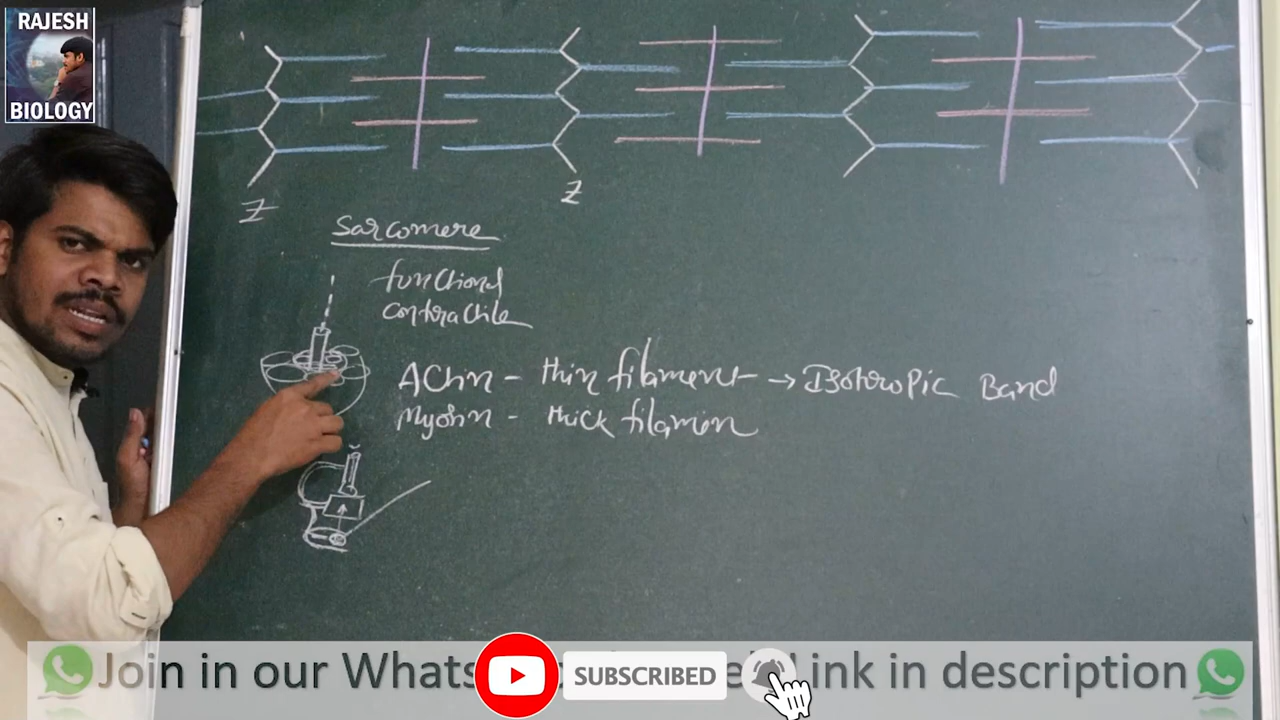 RAJESH
BIOLOGY
Z
Z
Sarcomere
functional
contractile
Actin - thin filament → Isotropic Band
Myosin - thick filamen
Join in our Whats
SUBSCRIBED
Link in description